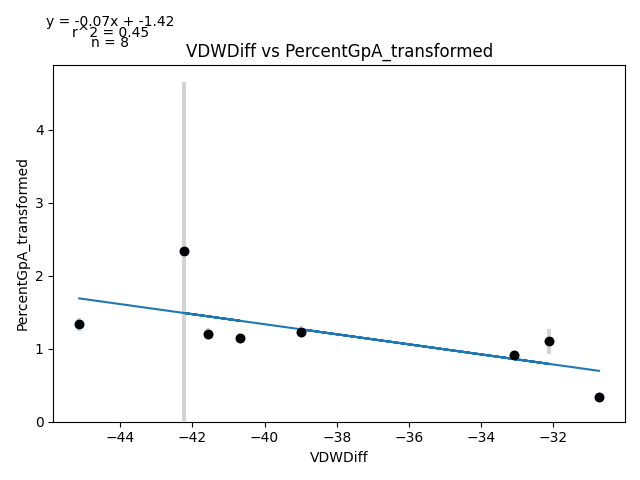 y = -0.07x + -1.42
r^2 = 0.45
n = 8
VDWDiff vs PercentGpA_transformed
PercentGpA_transformed
4
3
2
1
0
−44
−42
−40
−38
−36
−34
−32
VDWDiff